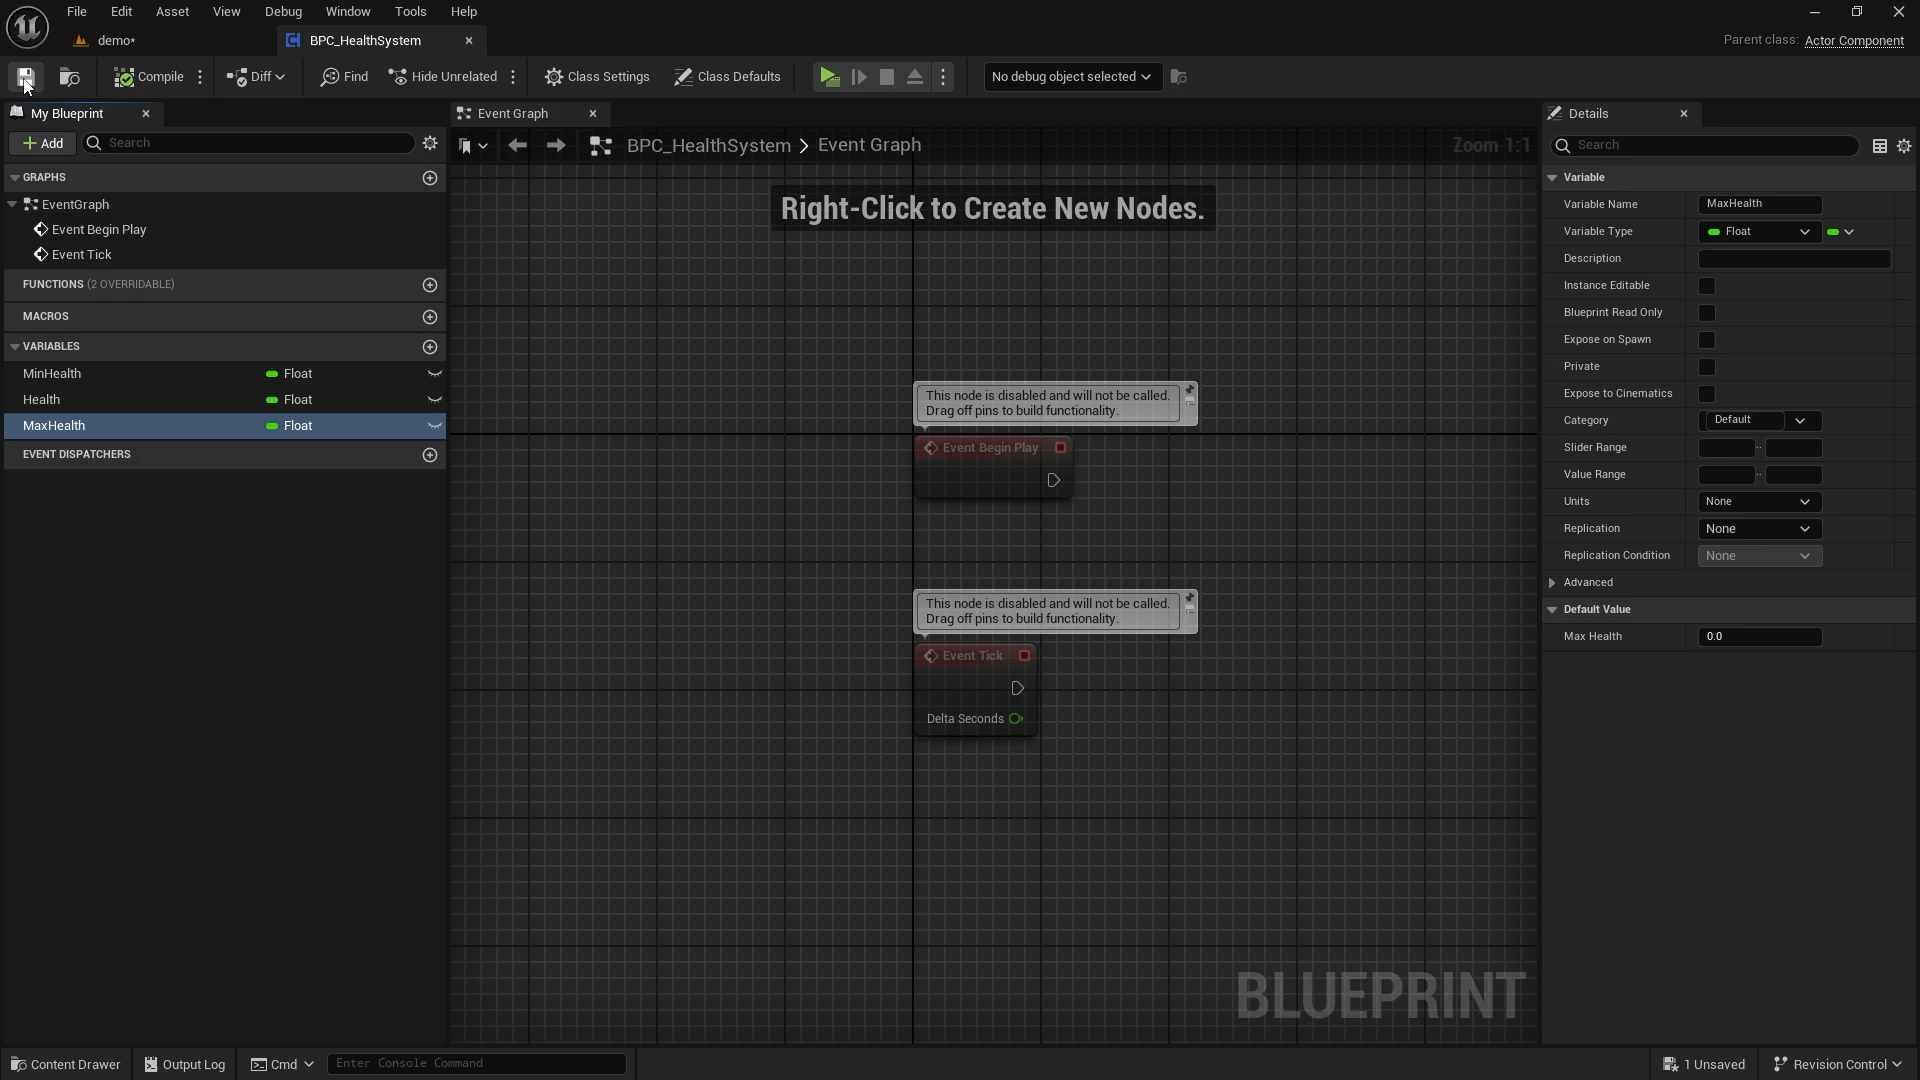 File Edit Asset View Debug Window Tools Help
demo*
BPC_HealthSystem
Parent class: Actor Component
Compile
Diff
Find
Hide Unrelated
Class Settings
Class Defaults
No debug object selected
My Blueprint
Add
Search
GRAPHS
EventGraph
Event Begin Play
Event Tick
FUNCTIONS (2 OVERRIDABLE)
MACROS
VARIABLES
MinHealth Float
Health Float
MaxHealth Float
EVENT DISPATCHERS
Event Graph
BPC_HealthSystem > Event Graph
Zoom 1:1
Right-Click to Create New Nodes.
This node is disabled and will not be called.
Drag off pins to build functionality.
Event Begin Play
This node is disabled and will not be called.
Drag off pins to build functionality.
Event Tick
Delta Seconds
BLUEPRINT
Details
Search
Variable
Variable Name MaxHealth
Variable Type Float
Description
Instance Editable
Blueprint Read Only
Expose on Spawn
Private
Expose to Cinematics
Category Default
Slider Range
Value Range
Units None
Replication None
Replication Condition None
Advanced
Default Value
Max Health 0.0
Content Drawer
Output Log
Cmd
Enter Console Command
1 Unsaved
Revision Control